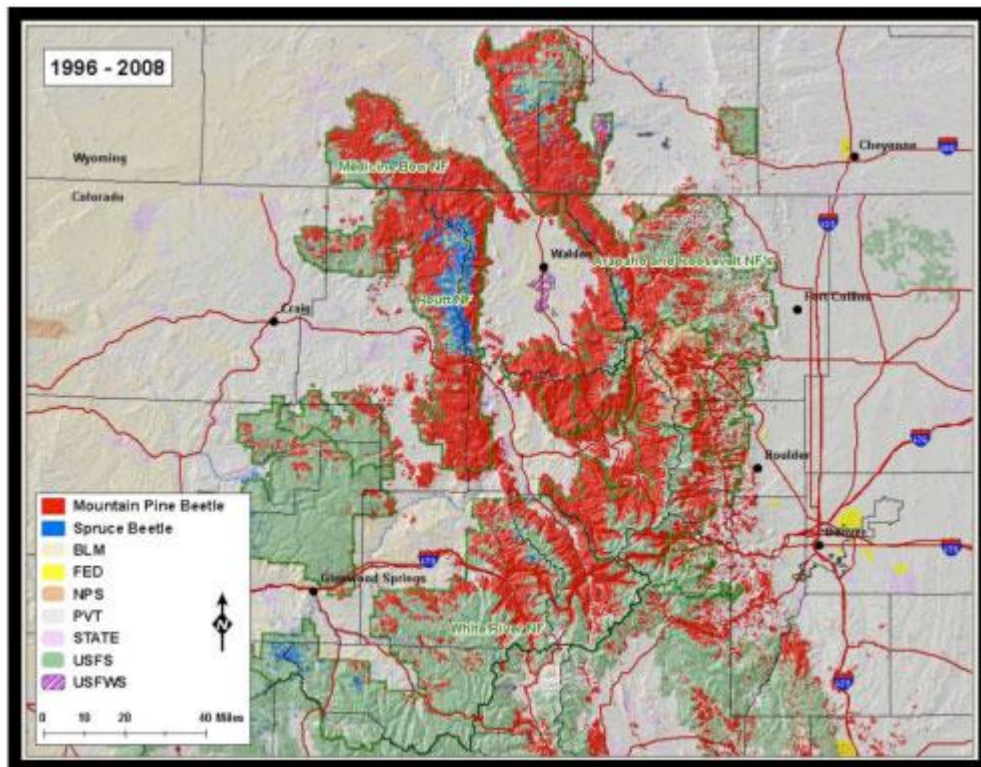 1996 - 2008
Wyoming
Cheyenne
Medicine Bow NF
Colorado
Walden
Arapaho and Roosevelt NF's
Routt NF
Fort Collins
Craig
Boulder
Mountain Pine Beetle
Spruce Beetle
BLM
FED
NPS
PVT
STATE
USFS
USFWS
N
0 10 20 40 Miles
Denver
Glenwood Springs
White River NF